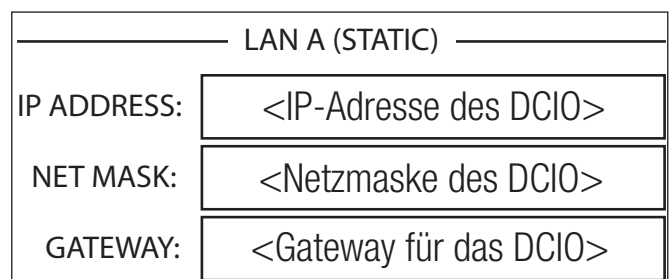 LAN A (STATIC)
IP ADDRESS: <IP-Adresse des DCIO>
NET MASK: <Netzmaske des DCIO>
GATEWAY: <Gateway für das DCIO>